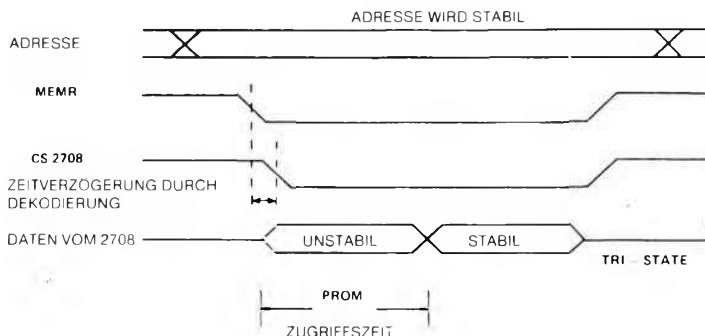 ADRESSE WIRD STABIL
ADRESSE
MEMR
CS 2708
ZEITVERZÖGERUNG DURCH
DEKODIERUNG
DATEN VOM 2708
UNSTABIL
STABIL
TRI-STATE
PROM
ZUGRIFFSZEIT